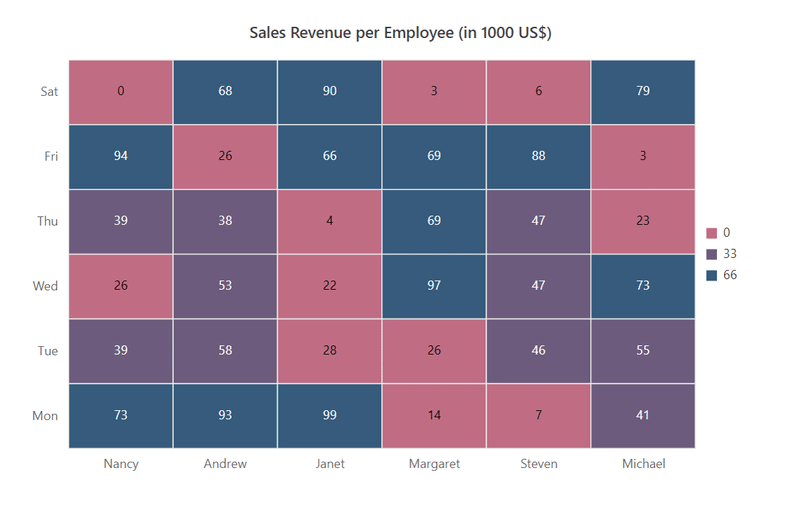 Sales Revenue per Employee (in 1000 US$)
Sat 0 68 90 3 6 79
Fri 94 26 66 69 88 3
Thu 39 38 4 69 47 23
0
33
Wed 26 53 22 97 47 73
66
Tue 39 58 28 26 46 55
Mon 73 93 99 14 7 41
Nancy Andrew Janet Margaret Steven Michael